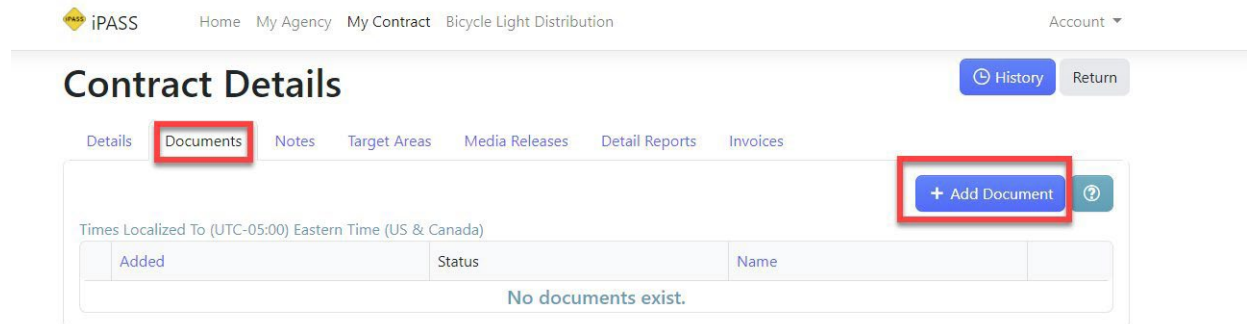 iPASS iPASS Home My Agency My Contract Bicycle Light Distribution Account
Contract Details History Return
Details Documents Notes Target Areas Media Releases Detail Reports Invoices
+ Add Document ?
Times Localized To (UTC-05:00) Eastern Time (US & Canada)
Added Status Name
No documents exist.